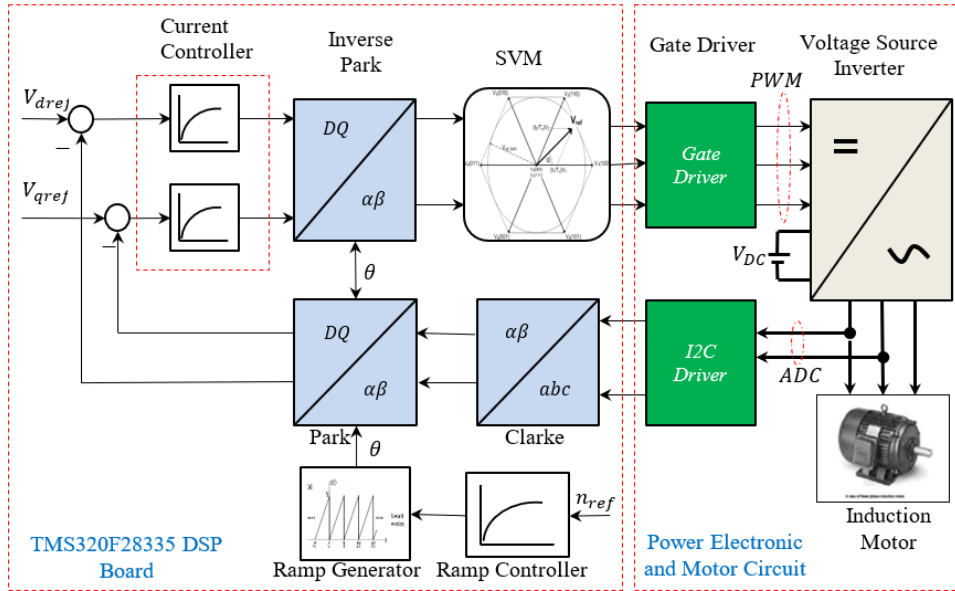 Current
Controller
Inverse
Park
SVM
Gate Driver
Voltage Source
Inverter
V_dref
V_qref
DQ
αβ
V_ref
PWM
Gate
Driver
=
V_DC
θ
DQ
αβ
Park
αβ
abc
Clarke
I2C
Driver
ADC
θ
n_ref
Ramp Generator
Ramp Controller
Induction
Motor
TMS320F28335 DSP
Board
Power Electronic
and Motor Circuit